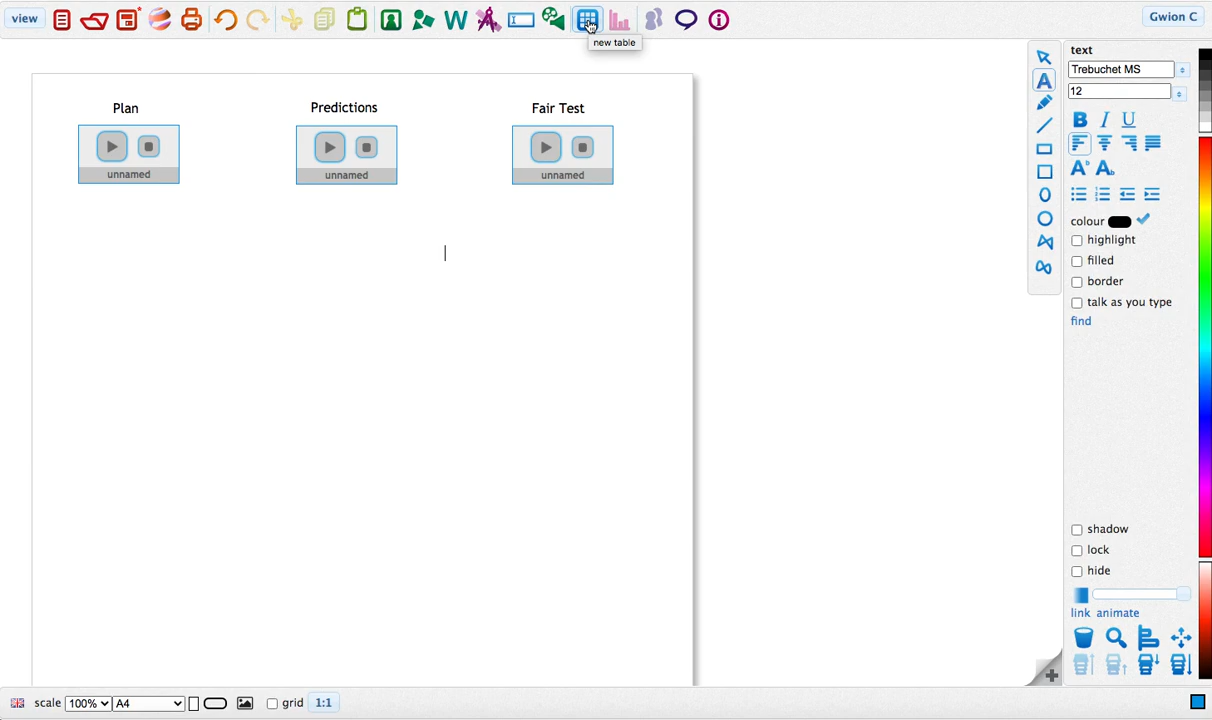 view
Gwion C
new table
text
Trebuchet MS
12
Plan
Predictions
Fair Test
unnamed
unnamed
unnamed
B I U
colour
highlight
filled
border
talk as you type
find
shadow
lock
hide
link animate
scale 100% A4 grid 1:1